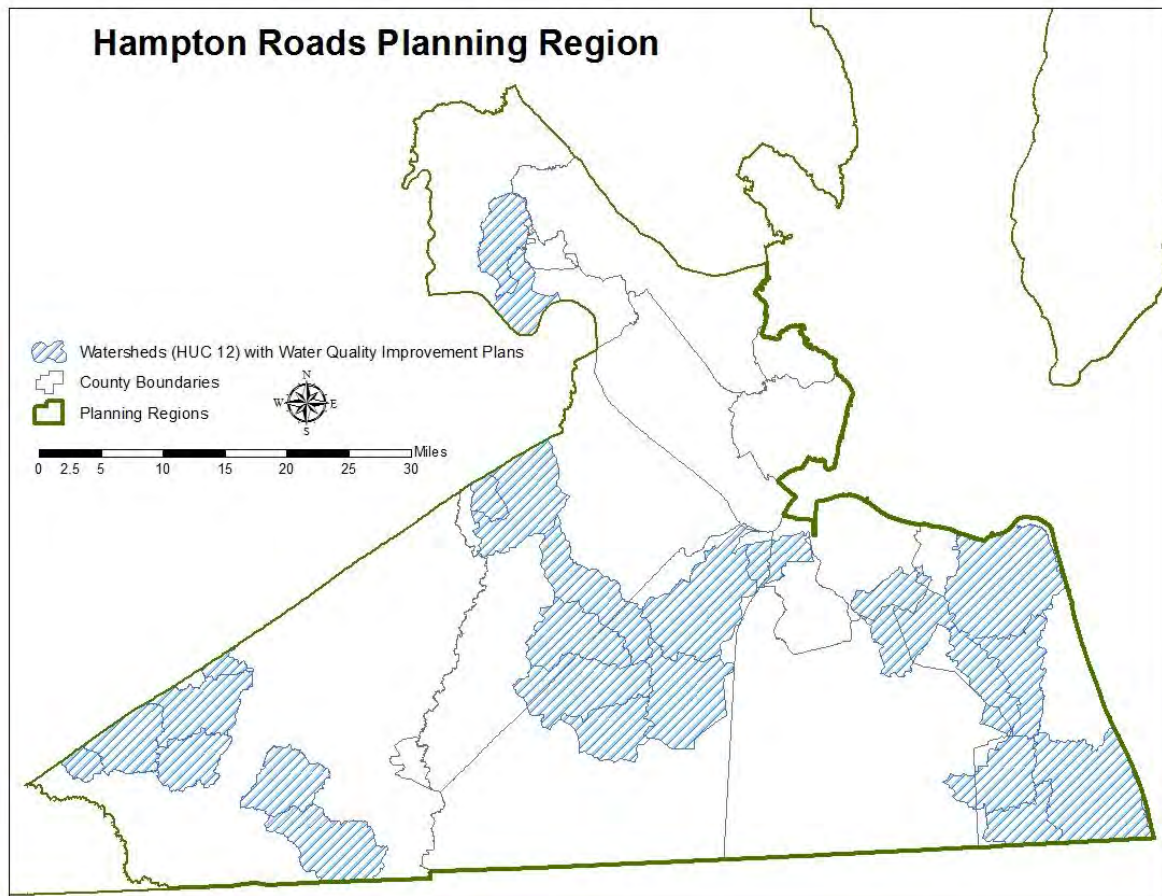 Hampton Roads Planning Region
Watersheds (HUC 12) with Water Quality Improvement Plans
County Boundaries
Planning Regions
N
W E
S
Miles
0 2.5 5 10 15 20 25 30